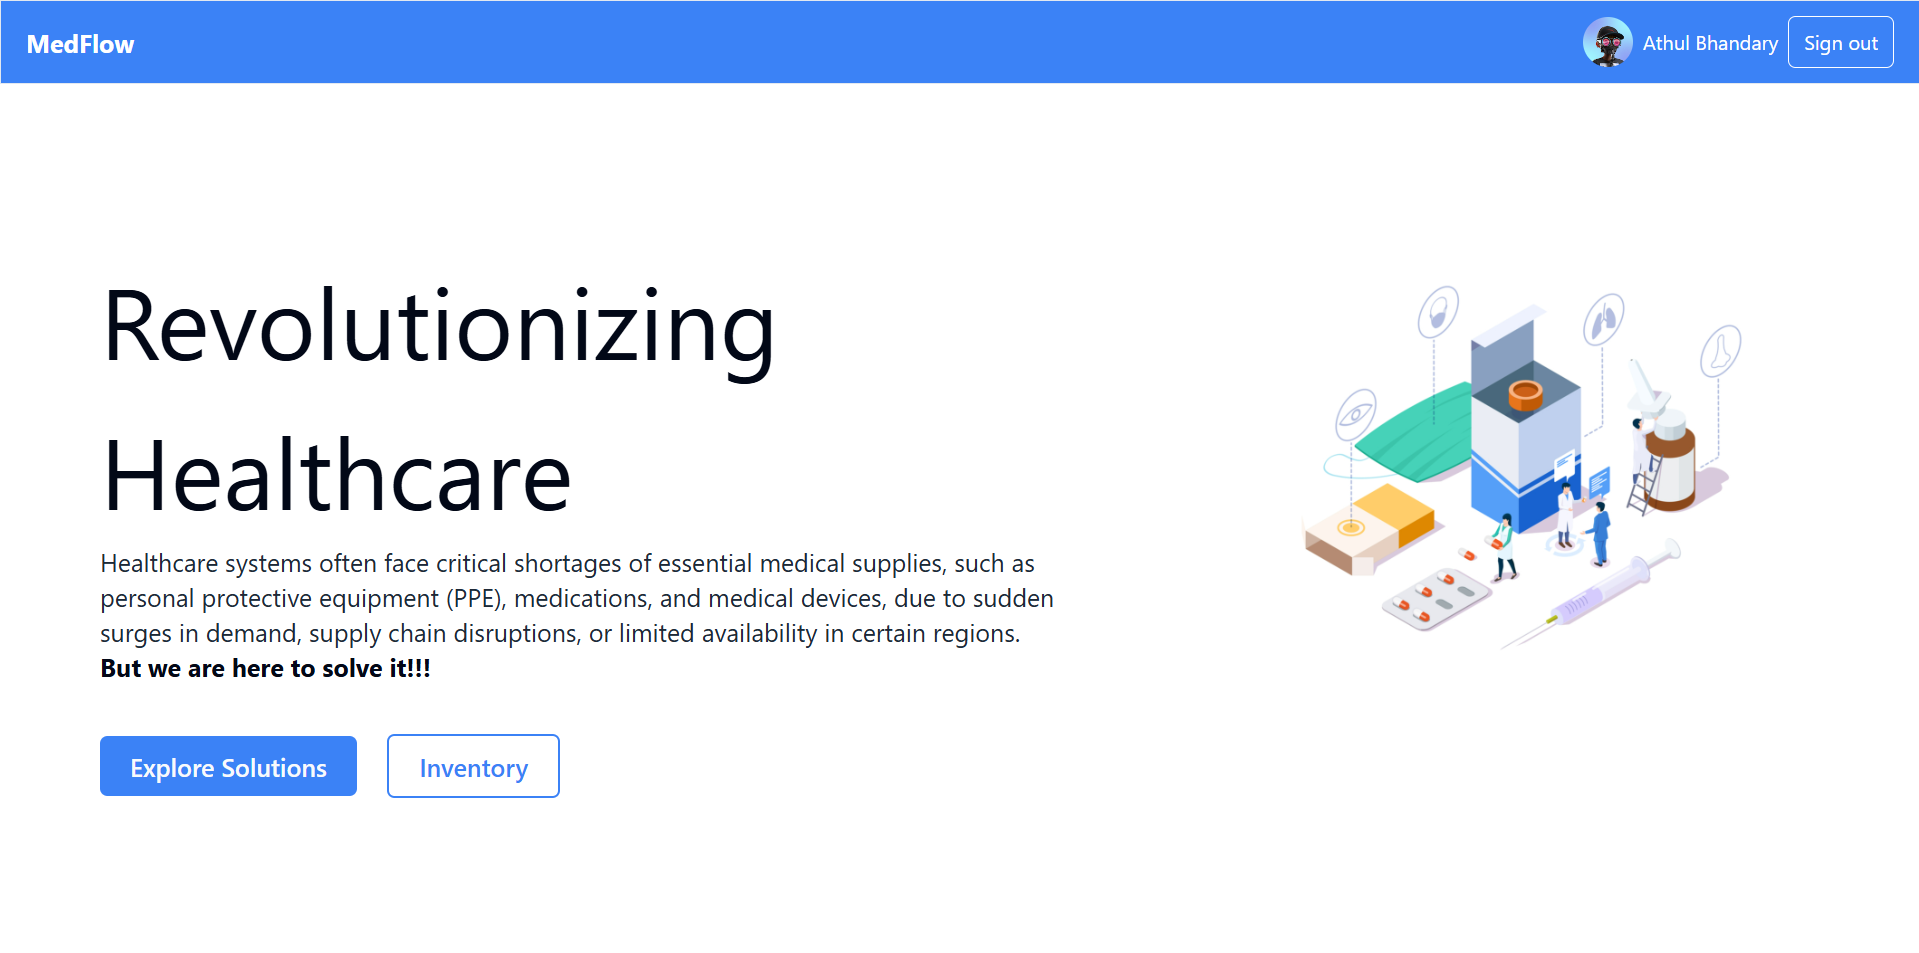 MedFlow
Athul Bhandary
Sign out
Revolutionizing
Healthcare
Healthcare systems often face critical shortages of essential medical supplies, such as
personal protective equipment (PPE), medications, and medical devices, due to sudden
surges in demand, supply chain disruptions, or limited availability in certain regions.
But we are here to solve it!!!
Explore Solutions
Inventory